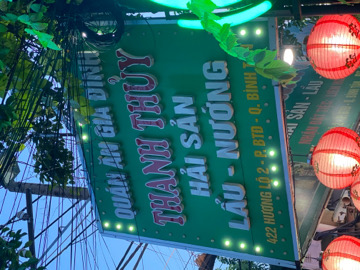 QUÁN ĂN GIA ĐÌNH
THANH THỦY
HẢI SẢN
LẨU - NƯỚNG
422 HƯƠNG LỘ 2 - P. BTĐ - Q. BÌNH